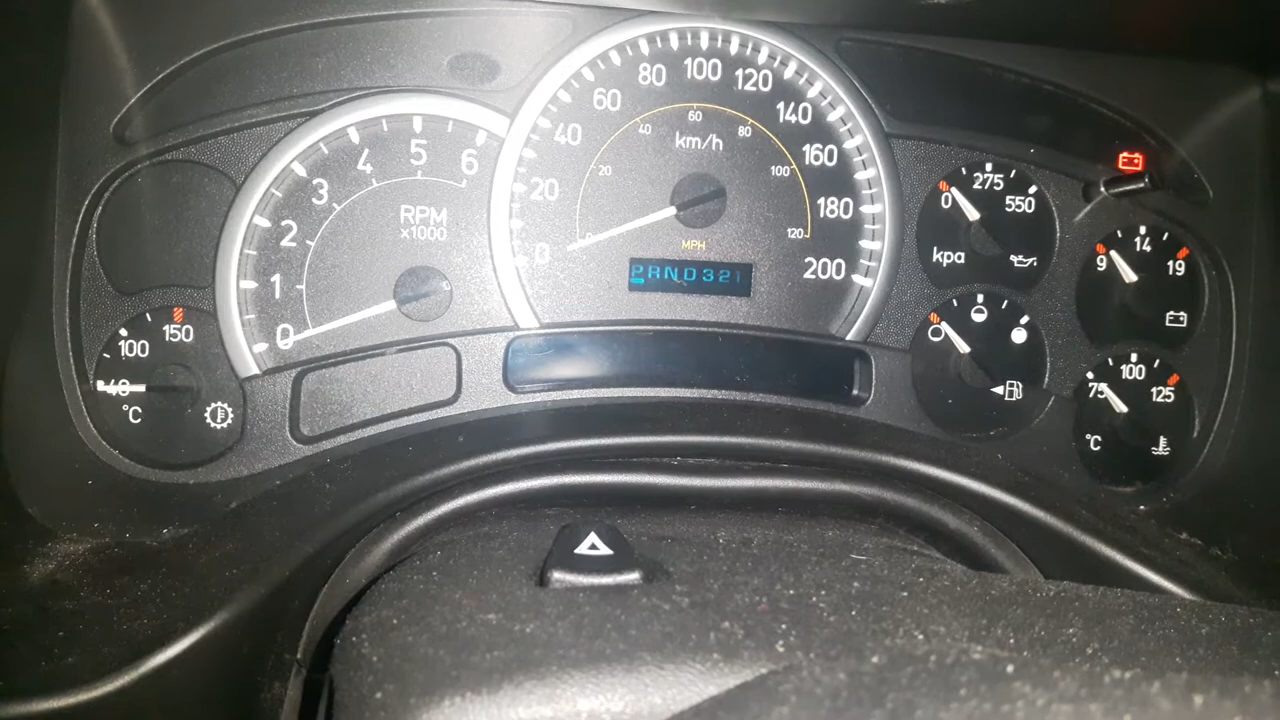 0 1 2 3 4 5 6
RPM
x1000
0 20 40 60 80 100 120 140 160 180 200
km/h
0 20 40 60 80 100 120
MPH
PRND321
40 100 150
°C
0 275 550
kpa
9 14 19
75 100 125
°C